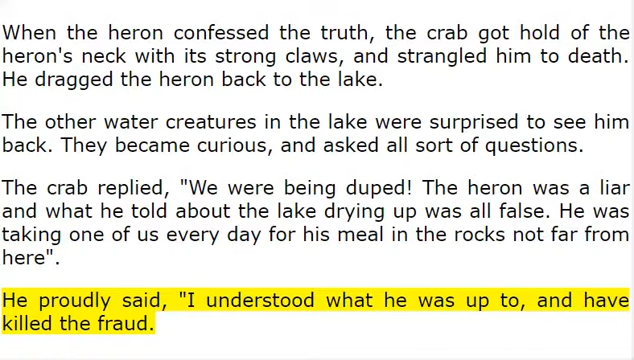 When the heron confessed the truth, the crab got hold of the
heron's neck with its strong claws, and strangled him to death.
He dragged the heron back to the lake.
The other water creatures in the lake were surprised to see him
back. They became curious, and asked all sort of questions.
The crab replied, "We were being duped! The heron was a liar
and what he told about the lake drying up was all false. He was
taking one of us every day for his meal in the rocks not far from
here".
He proudly said, "I understood what he was up to, and have
killed the fraud.